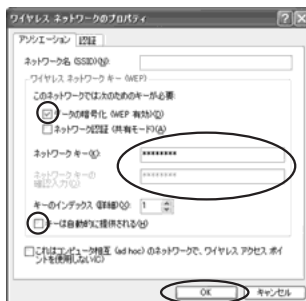 ワイヤレス ネットワークのプロパティ
アソシエーション 認証
ネットワーク名 (SSID)(N):
ワイヤレス ネットワーク キー (WEP)
このネットワークでは次のためのキーが必要:
データの暗号化 (WEP 有効)(D)
ネットワーク認証 (共有モード)(A)
ネットワーク キー(K): ********
ネットワーク キーの確認入力(O): ********
キーのインデックス (詳細)(X): 1
キーは自動的に提供される(H)
これはコンピュータ相互 (ad hoc) のネットワークで、ワイヤレス アクセス ポイ
ントを使用しない(C)
OK キャンセル